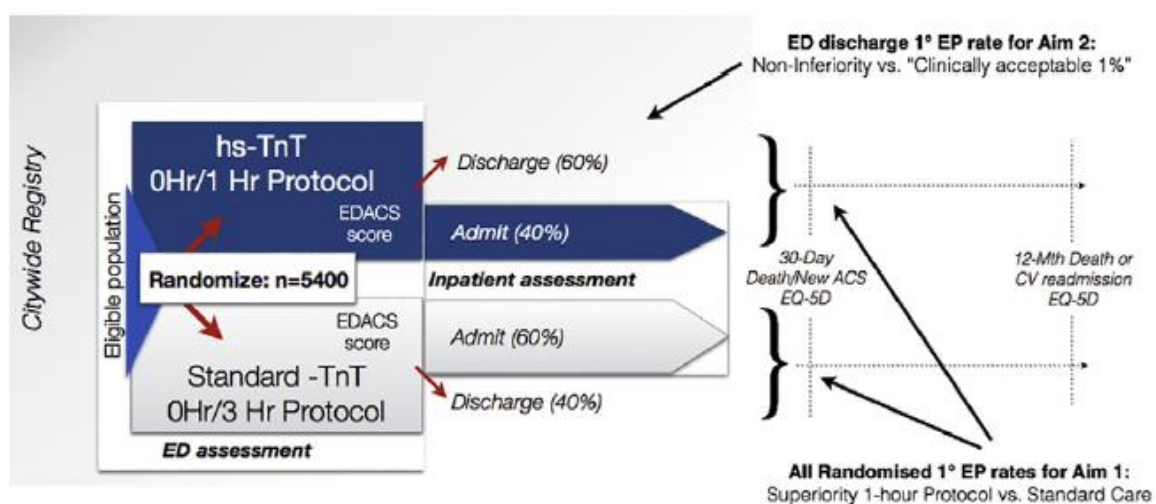 ED discharge 1° EP rate for Aim 2:
Non-Inferiority vs. "Clinically acceptable 1%"
Citywide Registry
Eligible population
hs-TnT
0Hr/1 Hr Protocol
EDACS
score
Discharge (60%)
Admit (40%)
Randomize: n=5400
Inpatient assessment
EDACS
score
Admit (60%)
Standard -TnT
0Hr/3 Hr Protocol
Discharge (40%)
ED assessment
30-Day
Death/New ACS
EQ-5D
12-Mth Death or
CV readmission
EQ-5D
All Randomised 1° EP rates for Aim 1:
Superiority 1-hour Protocol vs. Standard Care